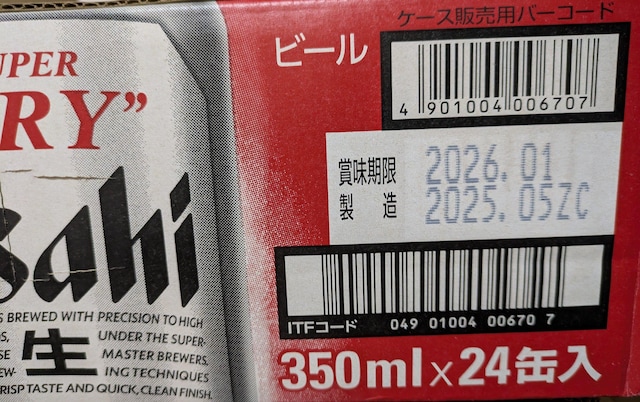 SUPER
RY”
sahi
BREWED WITH PRECISION TO HIGH
UNDER THE SUPER-
MASTER BREWERS.
ING TECHNIQUES
CRISP TASTE AND QUICK, CLEAN FINISH.
生
ケース販売用バーコード
ビール
4 901004 006707
賞味期限 2026.01
製造 2025.05ZC
ITFコード 049 01004 00670 7
350ml×24缶入